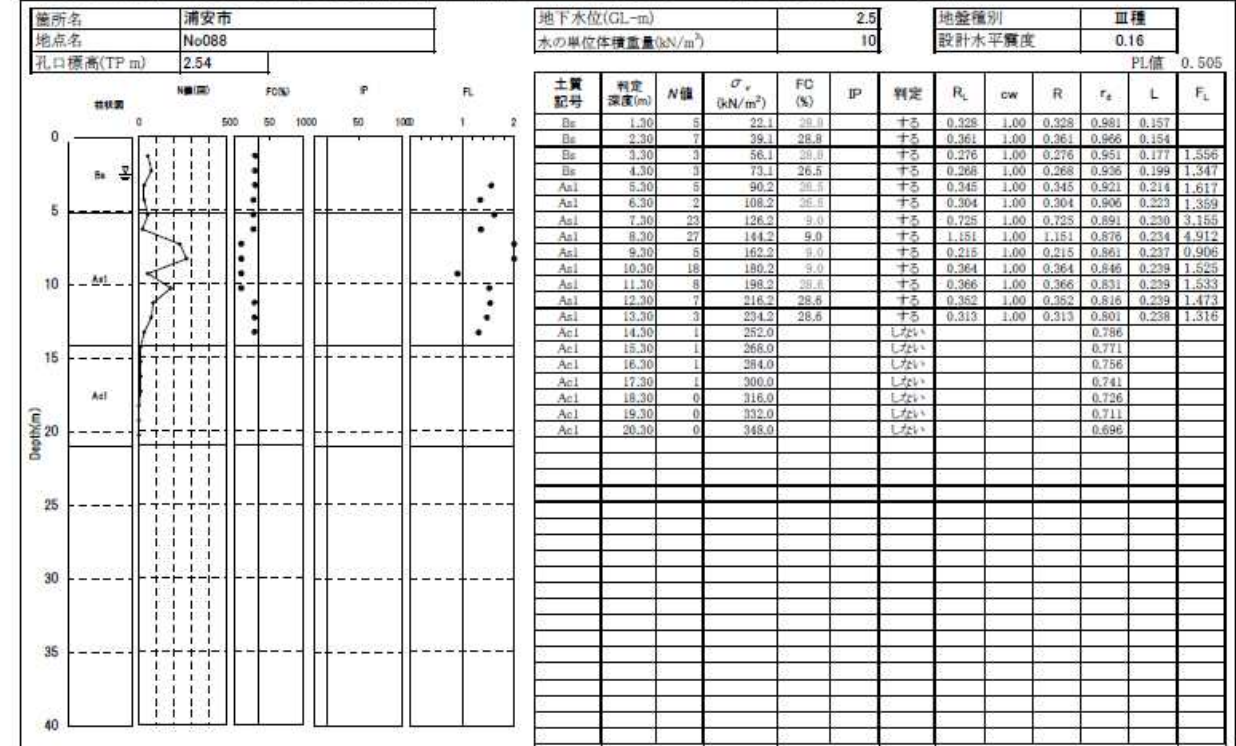 箇所名 浦安市
地点名 No088
孔口標高(TP m) 2.54
地下水位(GL-m) 2.5
水の単位体積重量(kN/m³) 10
地盤種別 Ⅲ種
設計水平震度 0.16
PL値 0.505
柱状図 N値(回) FC(%) IP FL
0 500 50 1000 50 1000 1 2
0
Bs
5
As1
10
15
Ac1
20
25
30
35
40
Depth(m)
土質記号 判定深度(m) N値 σv (kN/m²) FC (%) IP 判定 RL cw R rd L FL
Bs 1.30 5 22.1 28.8 する 0.328 1.00 0.328 0.981 0.157
Bs 2.30 7 39.1 28.8 する 0.361 1.00 0.361 0.966 0.154
Bs 3.30 3 56.1 28.8 する 0.276 1.00 0.276 0.951 0.177 1.556
Bs 4.30 3 73.1 26.5 する 0.268 1.00 0.268 0.936 0.199 1.347
As1 5.30 5 90.2 26.5 する 0.345 1.00 0.345 0.921 0.214 1.617
As1 6.30 2 108.2 26.5 する 0.304 1.00 0.304 0.906 0.223 1.359
As1 7.30 23 126.2 9.0 する 0.725 1.00 0.725 0.891 0.230 3.155
As1 8.30 27 144.2 9.0 する 1.151 1.00 1.151 0.876 0.234 4.912
As1 9.30 5 162.2 9.0 する 0.215 1.00 0.215 0.861 0.237 0.906
As1 10.30 18 180.2 9.0 する 0.364 1.00 0.364 0.846 0.239 1.525
As1 11.30 8 198.2 28.6 する 0.366 1.00 0.366 0.831 0.239 1.533
As1 12.30 7 216.2 28.6 する 0.352 1.00 0.352 0.816 0.239 1.473
As1 13.30 3 234.2 28.6 する 0.313 1.00 0.313 0.801 0.238 1.316
Ac1 14.30 1 252.0 しない 0.786
Ac1 15.30 1 268.0 しない 0.771
Ac1 16.30 1 284.0 しない 0.756
Ac1 17.30 1 300.0 しない 0.741
Ac1 18.30 0 316.0 しない 0.726
Ac1 19.30 0 332.0 しない 0.711
Ac1 20.30 0 348.0 しない 0.696